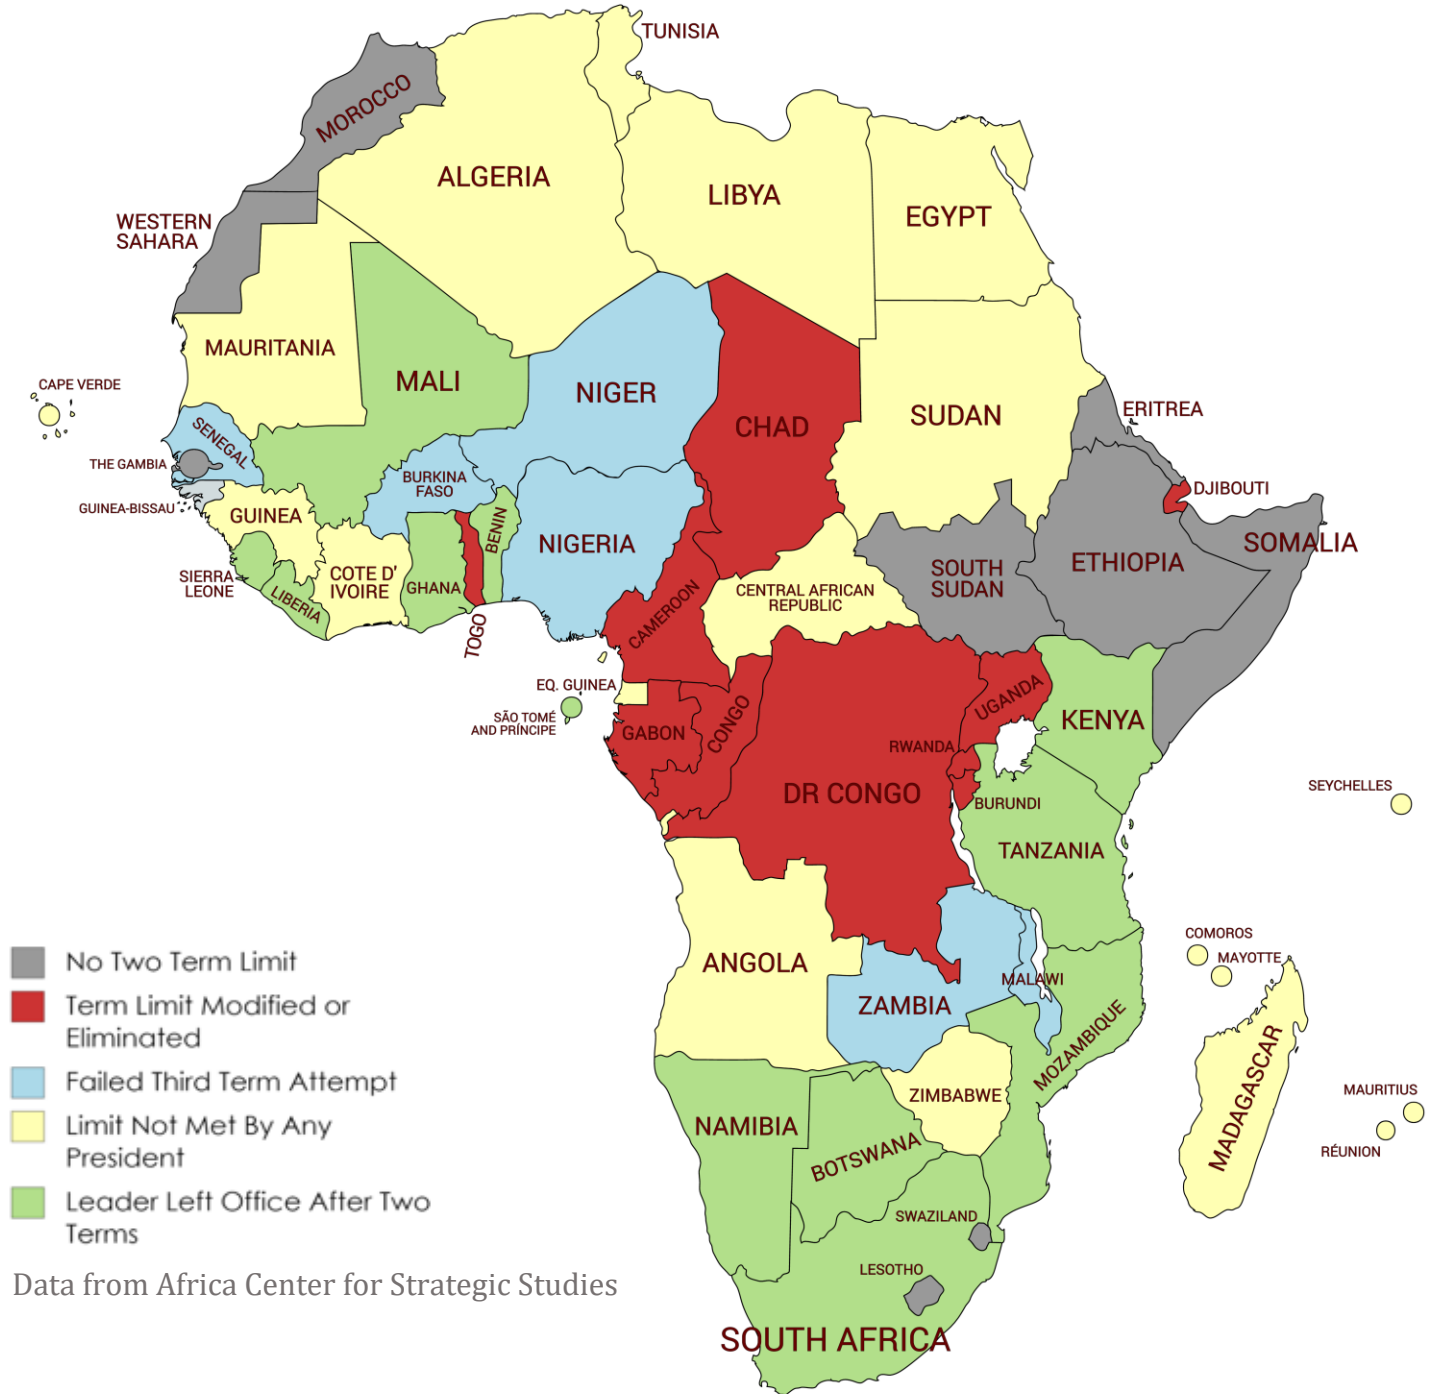 TUNISIA
MOROCCO
ALGERIA
LIBYA
EGYPT
WESTERN
SAHARA
MAURITANIA
MALI
NIGER
CHAD
SUDAN
ERITREA
CAPE VERDE
SENEGAL
THE GAMBIA
BURKINA
FASO
DJIBOUTI
GUINEA-BISSAU
GUINEA
BENIN
NIGERIA
SOMALIA
ETHIOPIA
SIERRA
LEONE
COTE D'
IVOIRE
GHANA
SOUTH
SUDAN
CENTRAL AFRICAN
REPUBLIC
LIBERIA
TOGO
CAMEROON
EQ. GUINEA
UGANDA
KENYA
SÃO TOMÉ
AND PRÍNCIPE
GABON
CONGO
RWANDA
DR CONGO
BURUNDI
SEYCHELLES
TANZANIA
COMOROS
MAYOTTE
ANGOLA
MALAWI
ZAMBIA
MOZAMBIQUE
MADAGASCAR
ZIMBABWE
MAURITIUS
NAMIBIA
BOTSWANA
RÉUNION
SWAZILAND
LESOTHO
SOUTH AFRICA
No Two Term Limit
Term Limit Modified or
Eliminated
Failed Third Term Attempt
Limit Not Met By Any
President
Leader Left Office After Two
Terms
Data from Africa Center for Strategic Studies